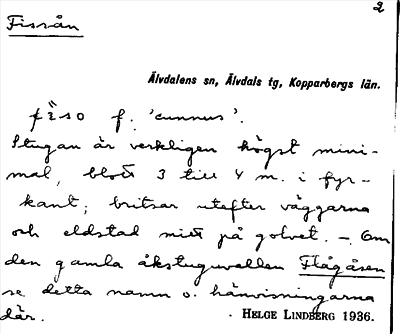 2
Fissån
Älvdalens sn, Älvdals tg, Kopparbergs län.
f. 'cunnus'.
Stugan är verkligen högst mini-
mal, blott 3 till 4 m. i fyr-
kant; britsar utefter väggarna
och eldstad mitt på golvet. – Om
den gamla åkstuguvallen Flågåsen
se detta namn o. hänvisningarna
där. HELGE LINDBERG 1936.